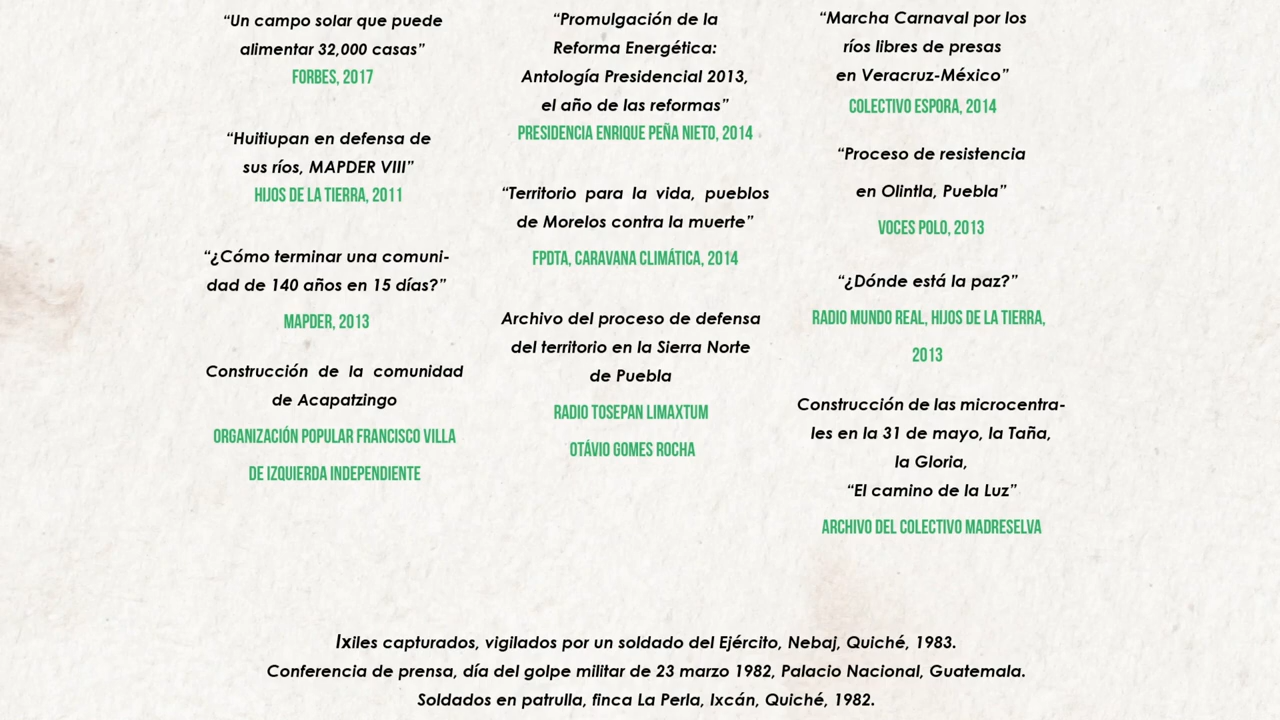 “Un campo solar que puede
alimentar 32,000 casas”
FORBES, 2017
“Huitiupan en defensa de
sus ríos, MAPDER VIII”
HIJOS DE LA TIERRA, 2011
“¿Cómo terminar una comuni-
dad de 140 años en 15 días?”
MAPDER, 2013
Construcción de la comunidad
de Acapatzingo
ORGANIZACIÓN POPULAR FRANCISCO VILLA
DE IZQUIERDA INDEPENDIENTE
“Promulgación de la
Reforma Energética:
Antología Presidencial 2013,
el año de las reformas”
PRESIDENCIA ENRIQUE PEÑA NIETO, 2014
“Territorio para la vida, pueblos
de Morelos contra la muerte”
FPDTA, CARAVANA CLIMÁTICA, 2014
Archivo del proceso de defensa
del territorio en la Sierra Norte
de Puebla
RADIO TOSEPAN LIMAXTUM
OTÁVIO GOMES ROCHA
“Marcha Carnaval por los
ríos libres de presas
en Veracruz-México”
COLECTIVO ESPORA, 2014
“Proceso de resistencia
en Olintla, Puebla”
VOCES POLO, 2013
“¿Dónde está la paz?”
RADIO MUNDO REAL, HIJOS DE LA TIERRA,
2013
Construcción de las microcentra-
les en la 31 de mayo, la Taña,
la Gloria,
“El camino de la Luz”
ARCHIVO DEL COLECTIVO MADRESELVA
Ixiles capturados, vigilados por un soldado del Ejército, Nebaj, Quiché, 1983.
Conferencia de prensa, día del golpe militar de 23 marzo 1982, Palacio Nacional, Guatemala.
Soldados en patrulla, finca La Perla, Ixcán, Quiché, 1982.